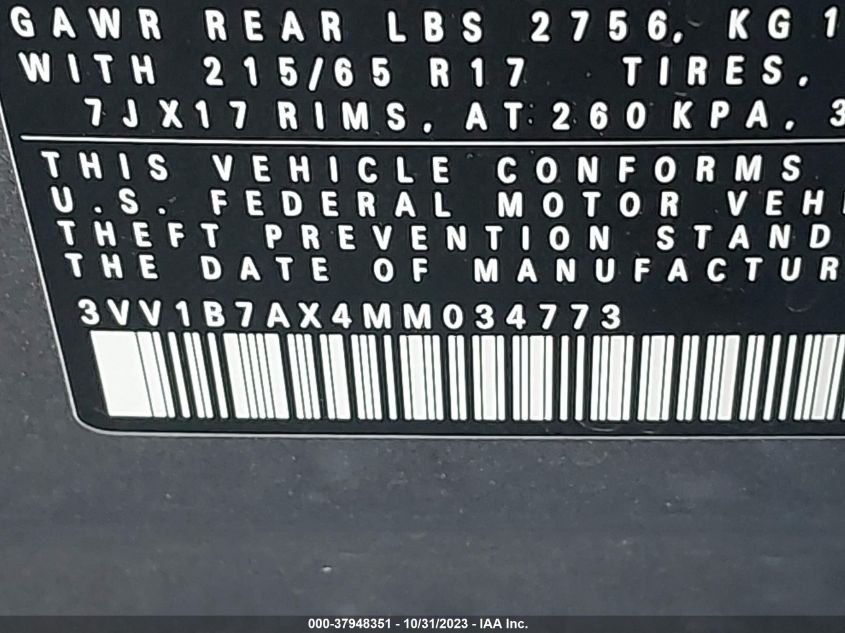 GAWR REAR LBS 2756, KG 1
WITH 215/65 R17 TIRES,
7JX17 RIMS, AT 260 KPA, 3
THIS VEHICLE CONFORMS
U.S. FEDERAL MOTOR VEHI
THEFT PREVENTION STAND
THE DATE OF MANUFACTUR
3VV1B7AX4MM034773
000-37948351 - 10/31/2023 - IAA Inc.